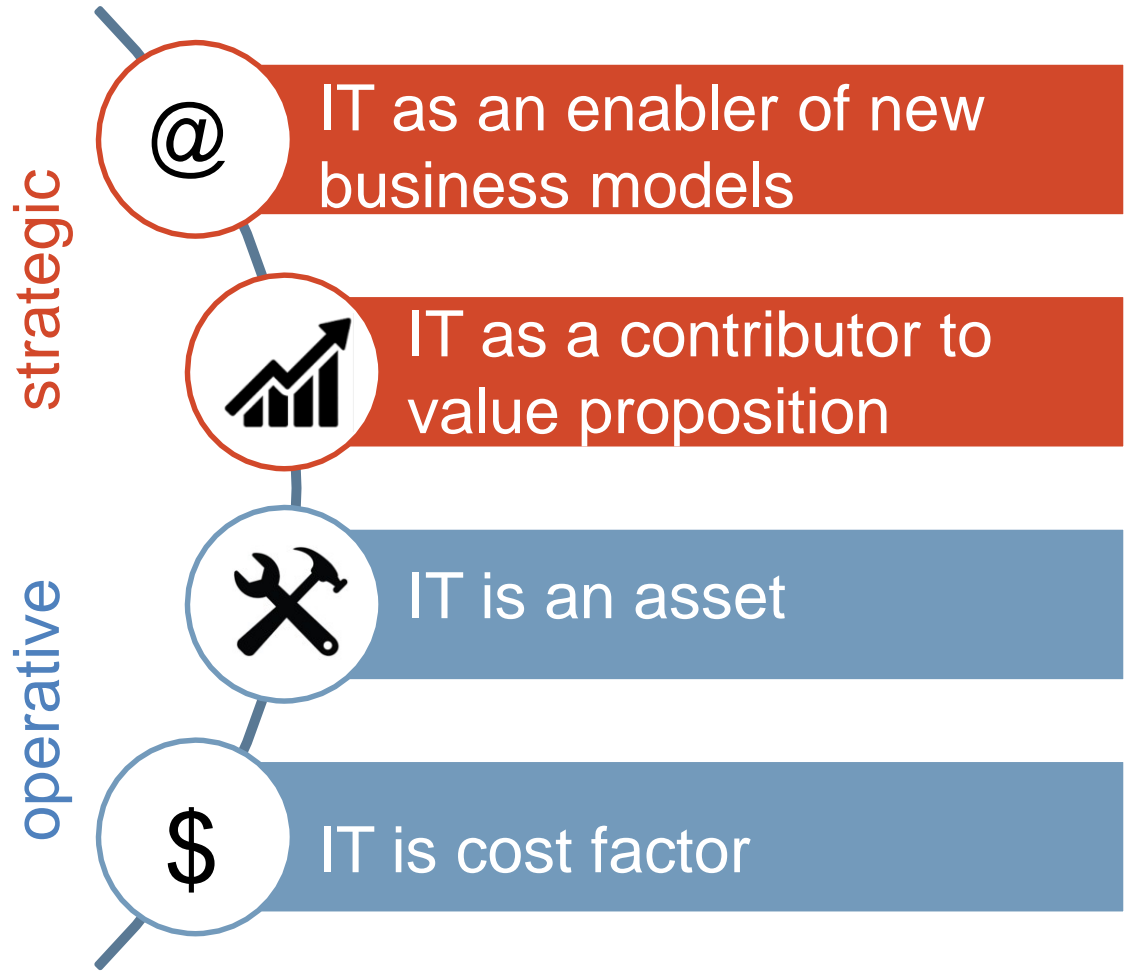 strategic
@
IT as an enabler of new
business models
IT as a contributor to
value proposition
operative
IT is an asset
$
IT is cost factor